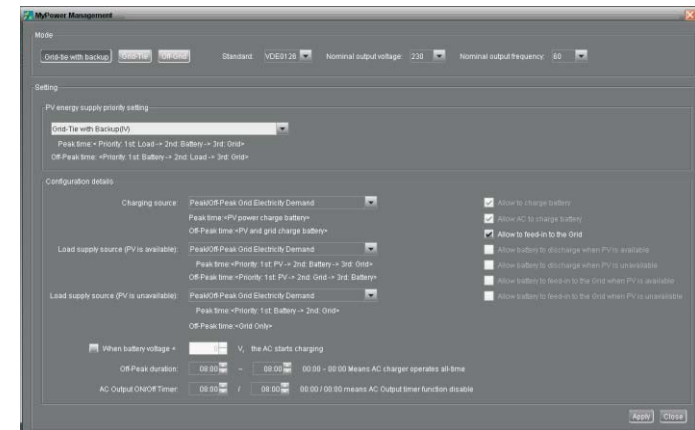 MyPower Management
Mode
Grid-tie with backup Grid-Tie Off-Grid Standard: VDE0126 Nominal output voltage: 230 Nominal output frequency: 60
Setting
PV energy supply priority setting
Grid-Tie with Backup(IV)
Peak time:< Priority: 1st: Load-> 2nd: Battery-> 3rd: Grid>
Off-Peak time: <Priority: 1st: Battery-> 2nd: Load-> 3rd: Grid>
Configuration details
Charging source: Peak/Off-Peak Grid Electricity Demand
Peak time:<PV power charge battery>
Off-Peak time:<PV and grid charge battery>
Load supply source (PV is available): Peak/Off-Peak Grid Electricity Demand
Peak time:<Priority: 1st: PV-> 2nd: Battery-> 3rd: Grid>
Off-Peak time:<Priority: 1st: PV-> 2nd: Grid-> 3rd: Battery>
Load supply source (PV is unavailable): Peak/Off-Peak Grid Electricity Demand
Peak time:<Priority: 1st: Battery-> 2nd: Grid>
Off-Peak time:<Grid Only>
Allow to charge battery
Allow AC to charge battery
Allow to feed-in to the Grid
Allow battery to discharge when PV is available
Allow battery to discharge when PV is unavailable
Allow battery to feed-in to the Grid when PV is available
Allow battery to feed-in to the Grid when PV is unavailable
When battery voltage < V, the AC starts charging
Off-Peak duration: 08:00 ~ 08:00 00:00 ~ 00:00 Means AC charger operates all-time
AC Output ON/Off Timer: 08:00 / 08:00 00:00 / 00:00 means AC Output timer function disable
Apply Close